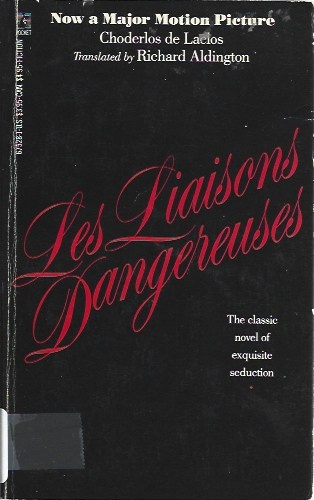 Now a Major Motion Picture
Choderlos de Laclos
Translated by Richard Aldington
Les Liaisons
Dangereuses
The classic
novel of
exquisite
seduction
POCKET